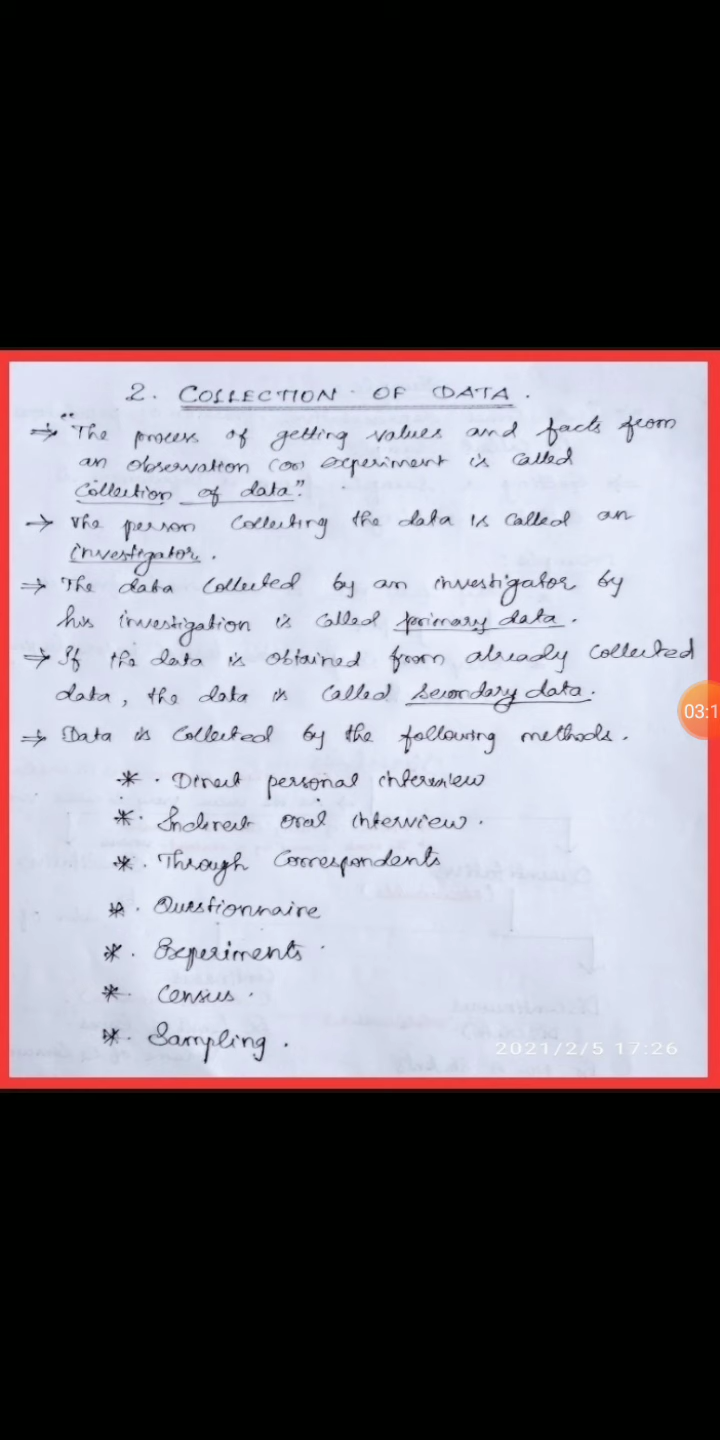 2. COLLECTION OF DATA.
⇒ "The process of getting values and facts from
an observation (or) experiment is called
Collection of data".
→ The person collecting the data is called an
investigator.
⇒ The data collected by an investigator by
his investigation is called primary data.
⇒ If the data is obtained from already collected
data, the data is called secondary data.
03:1
⇒ Data is collected by the following methods.
* . Direct personal interview
* . Indirect oral interview.
* . Through Correspondents
* . Questionnaire
* . Experiments
* . Census.
* . Sampling.
2021/2/5 17:26